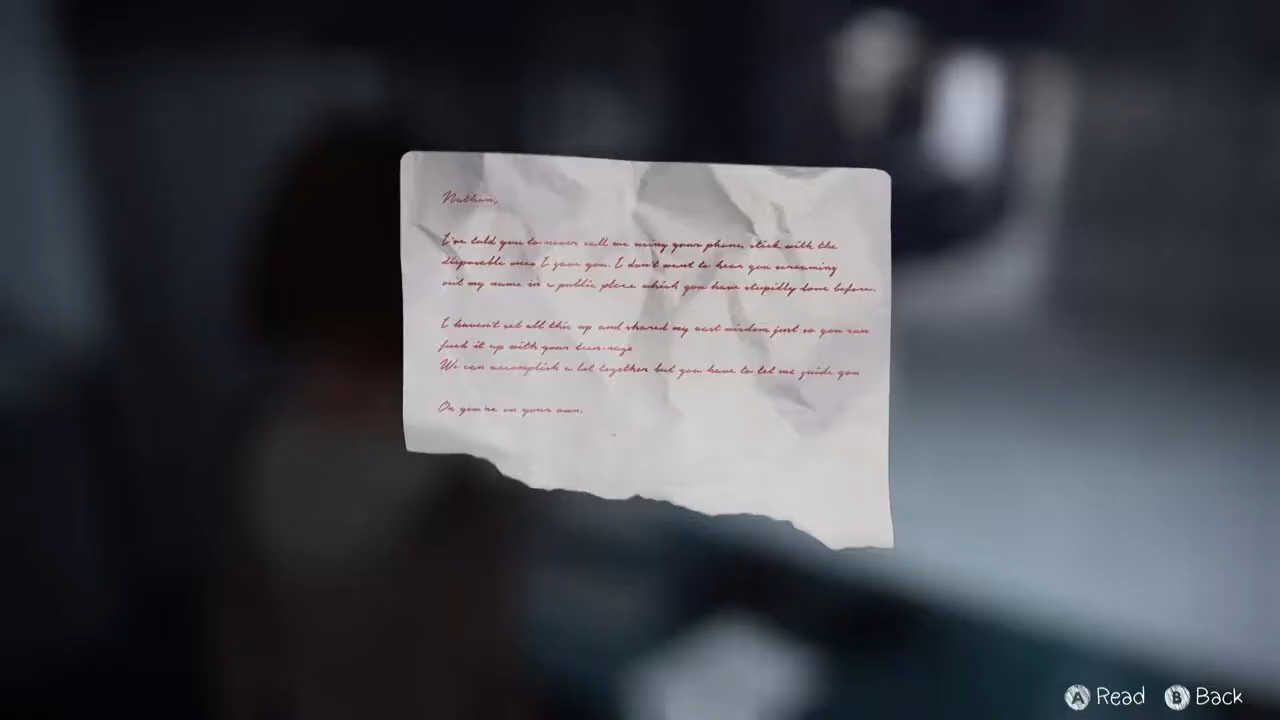 Nathan,
I've told you to never call me using your phone, stick with the
disposable ones I gave you. I don't want to hear you screaming
out my name in a public place which you have stupidly done before.
I haven't set all this up and shared my vast wisdom just so you can
fuck it up with your teen-rage
We can accomplish a lot together but you have to let me guide you
Or you're on your own.
A Read B Back